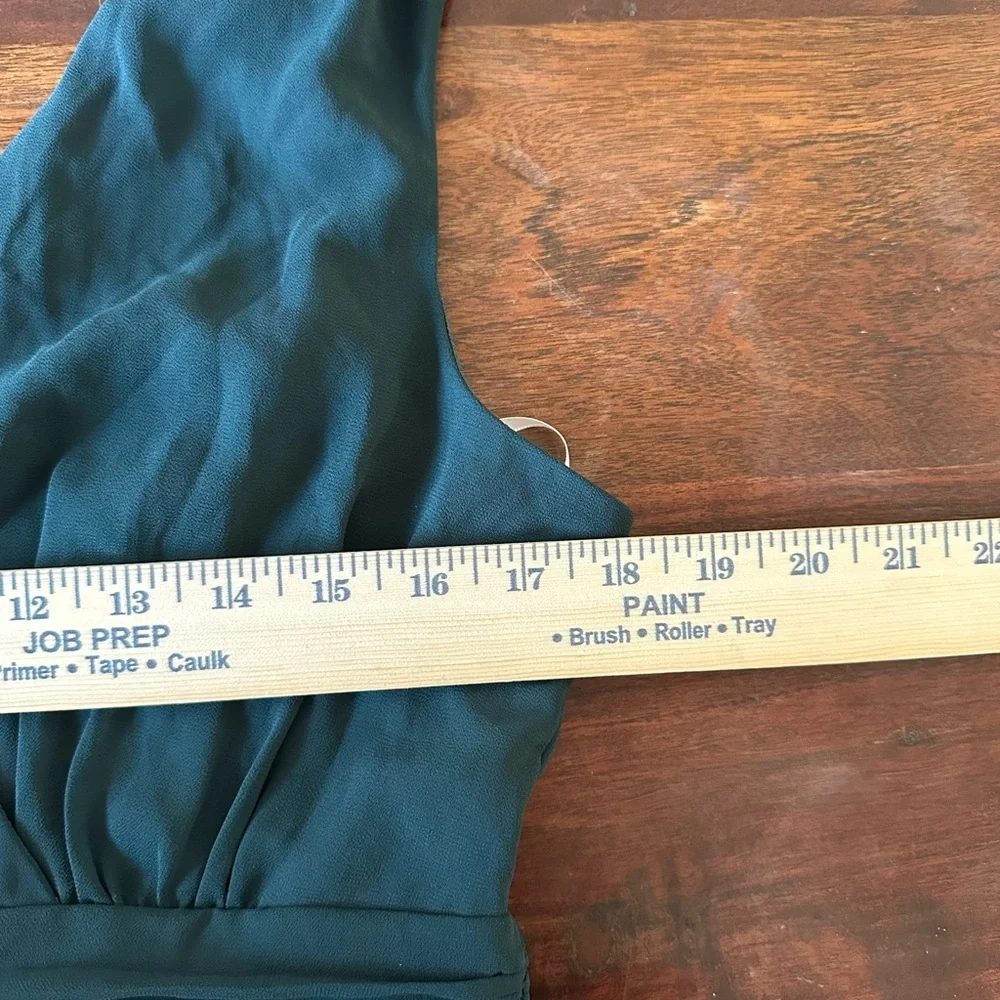 12 13 14 15 16 17 18 19 20 21
JOB PREP
rimer • Tape • Caulk
PAINT
• Brush • Roller • Tray